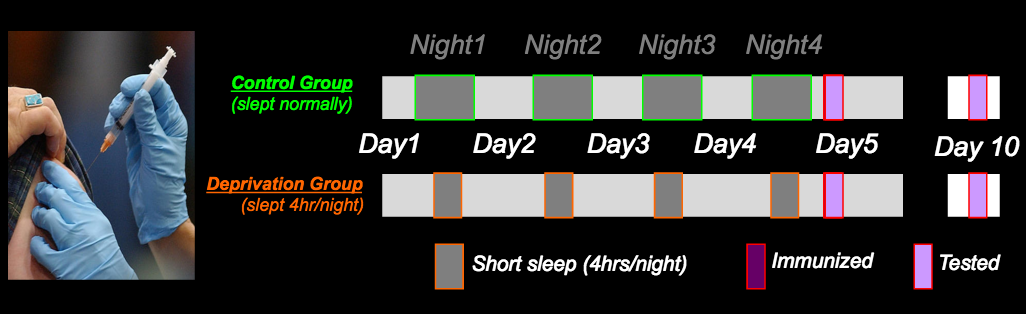 Night1 Night2 Night3 Night4
Control Group
(slept normally)
Day1 Day2 Day3 Day4 Day5 Day 10
Deprivation Group
(slept 4hr/night)
Short sleep (4hrs/night) Immunized Tested